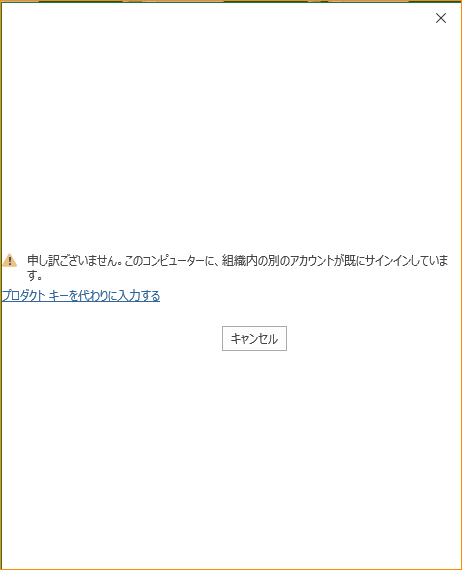 申し訳ございません。このコンピューターに、組織内の別のアカウントが既にサインインしていま
す。
プロダクト キーを代わりに入力する
キャンセル